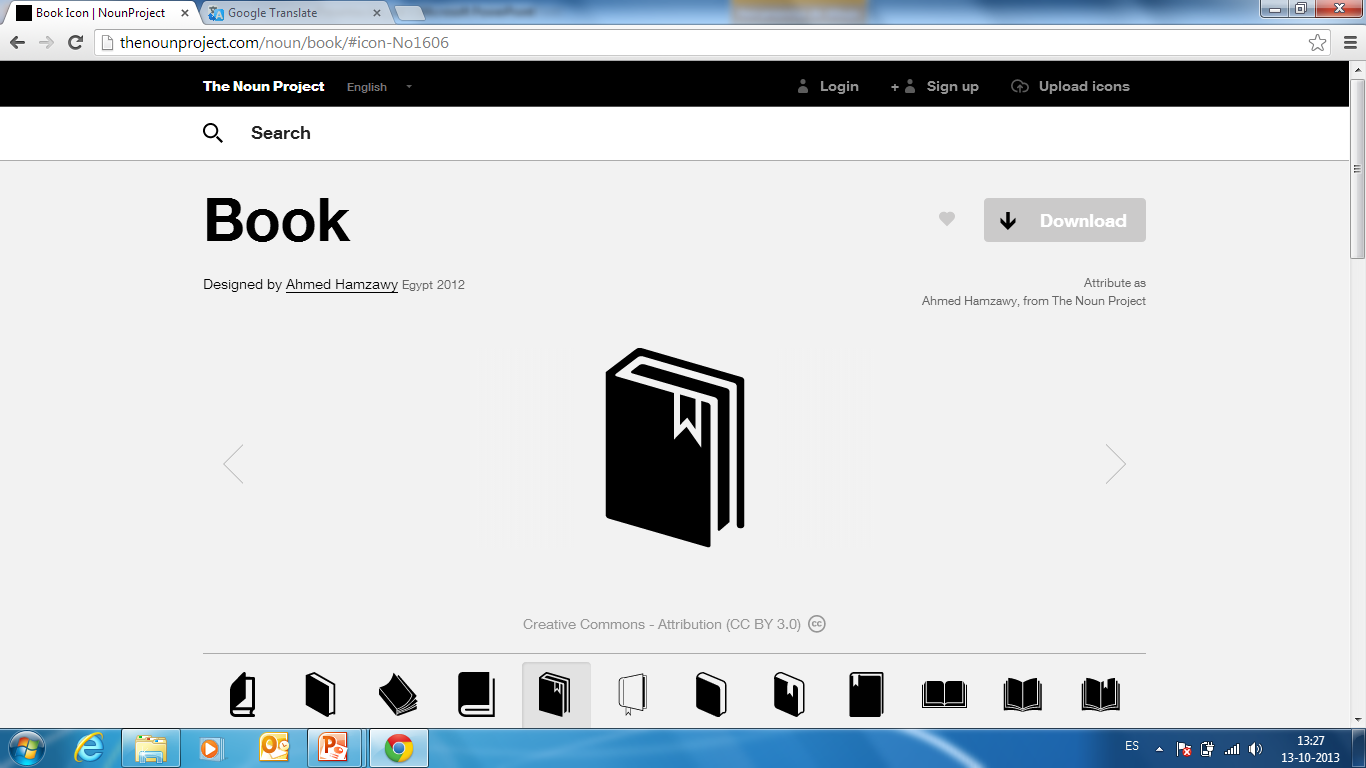 Book Icon | NounProject
Google Translate
thenounproject.com/noun/book/#icon-No1606
The Noun Project English Login + Sign up Upload icons
Search
Book
Download
Designed by Ahmed Hamzawy Egypt 2012
Attribute as
Ahmed Hamzawy, from The Noun Project
Creative Commons - Attribution (CC BY 3.0) cc
ES
13:27
13-10-2013